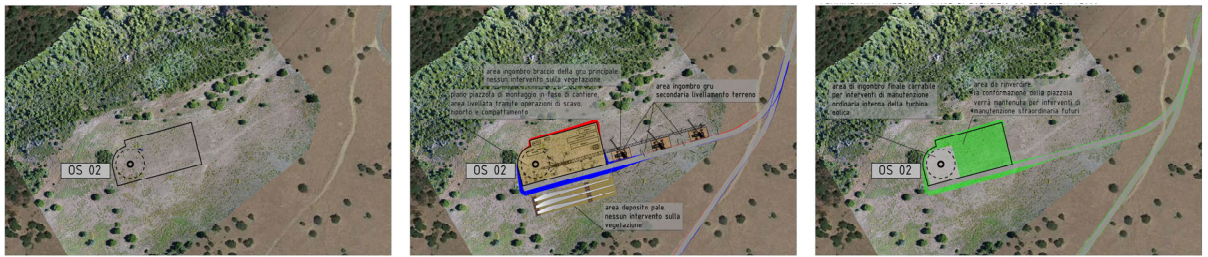 OS 02
area ingombro braccio della gru principale
nessun intervento sulla vegetazione
piano piazzola di montaggio in fase di cantiere,
area livellata tramite operazioni di scavo,
riporto e compattamento
area ingombro gru
secondaria livellamento terreno
OS 02
area deposito pale
nessun intervento sulla
vegetazione
area di ingombro finale carrabile
per interventi di manutenzione
ordinaria interna della turbina
eolica
area da rinverdire
la conformazione della piazzola
verrà mantenuta per interventi di
manutenzione straordinaria futuri
OS 02